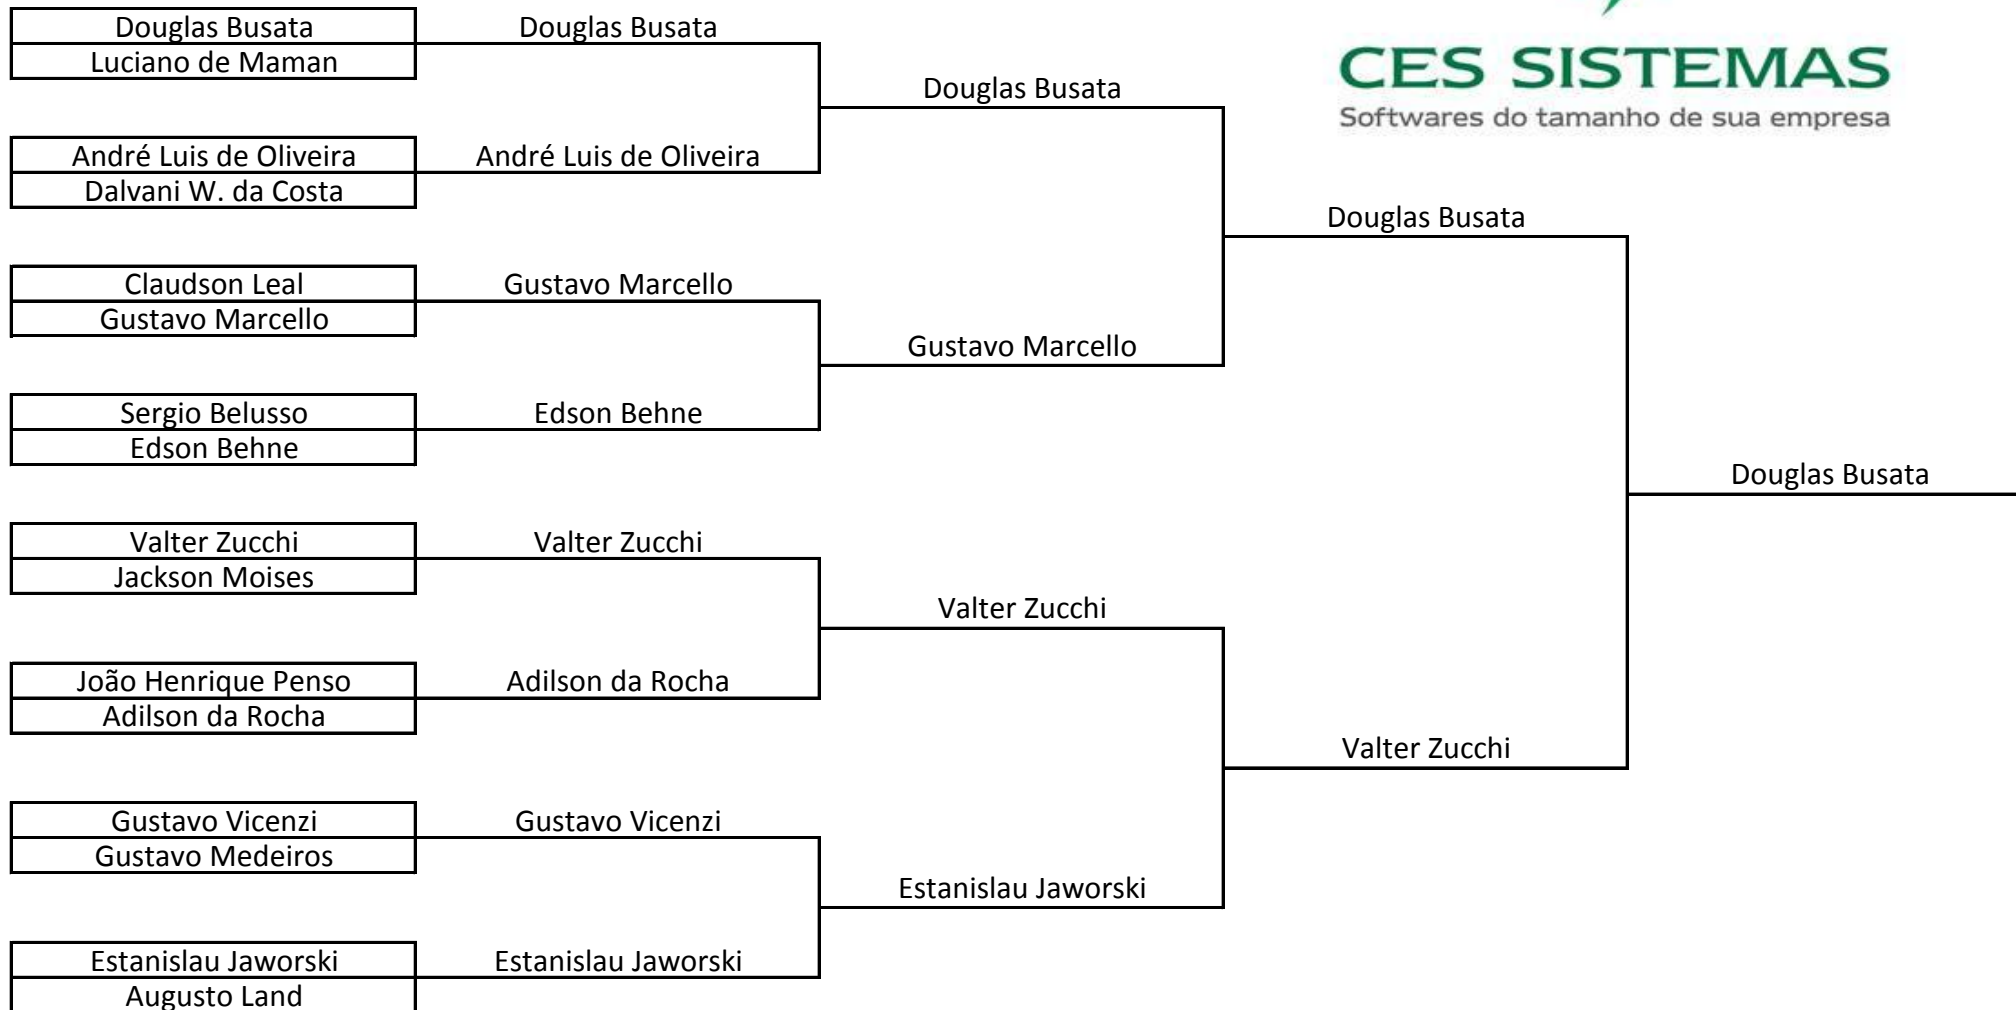 Douglas Busata
Luciano de Maman
André Luis de Oliveira
Dalvani W. da Costa
Claudson Leal
Gustavo Marcello
Sergio Belusso
Edson Behne
Valter Zucchi
Jackson Moises
João Henrique Penso
Adilson da Rocha
Gustavo Vicenzi
Gustavo Medeiros
Estanislau Jaworski
Augusto Land
Douglas Busata
André Luis de Oliveira
Gustavo Marcello
Edson Behne
Valter Zucchi
Adilson da Rocha
Gustavo Vicenzi
Estanislau Jaworski
Douglas Busata
Gustavo Marcello
Valter Zucchi
Estanislau Jaworski
Douglas Busata
Valter Zucchi
Douglas Busata
CES SISTEMAS
Softwares do tamanho de sua empresa